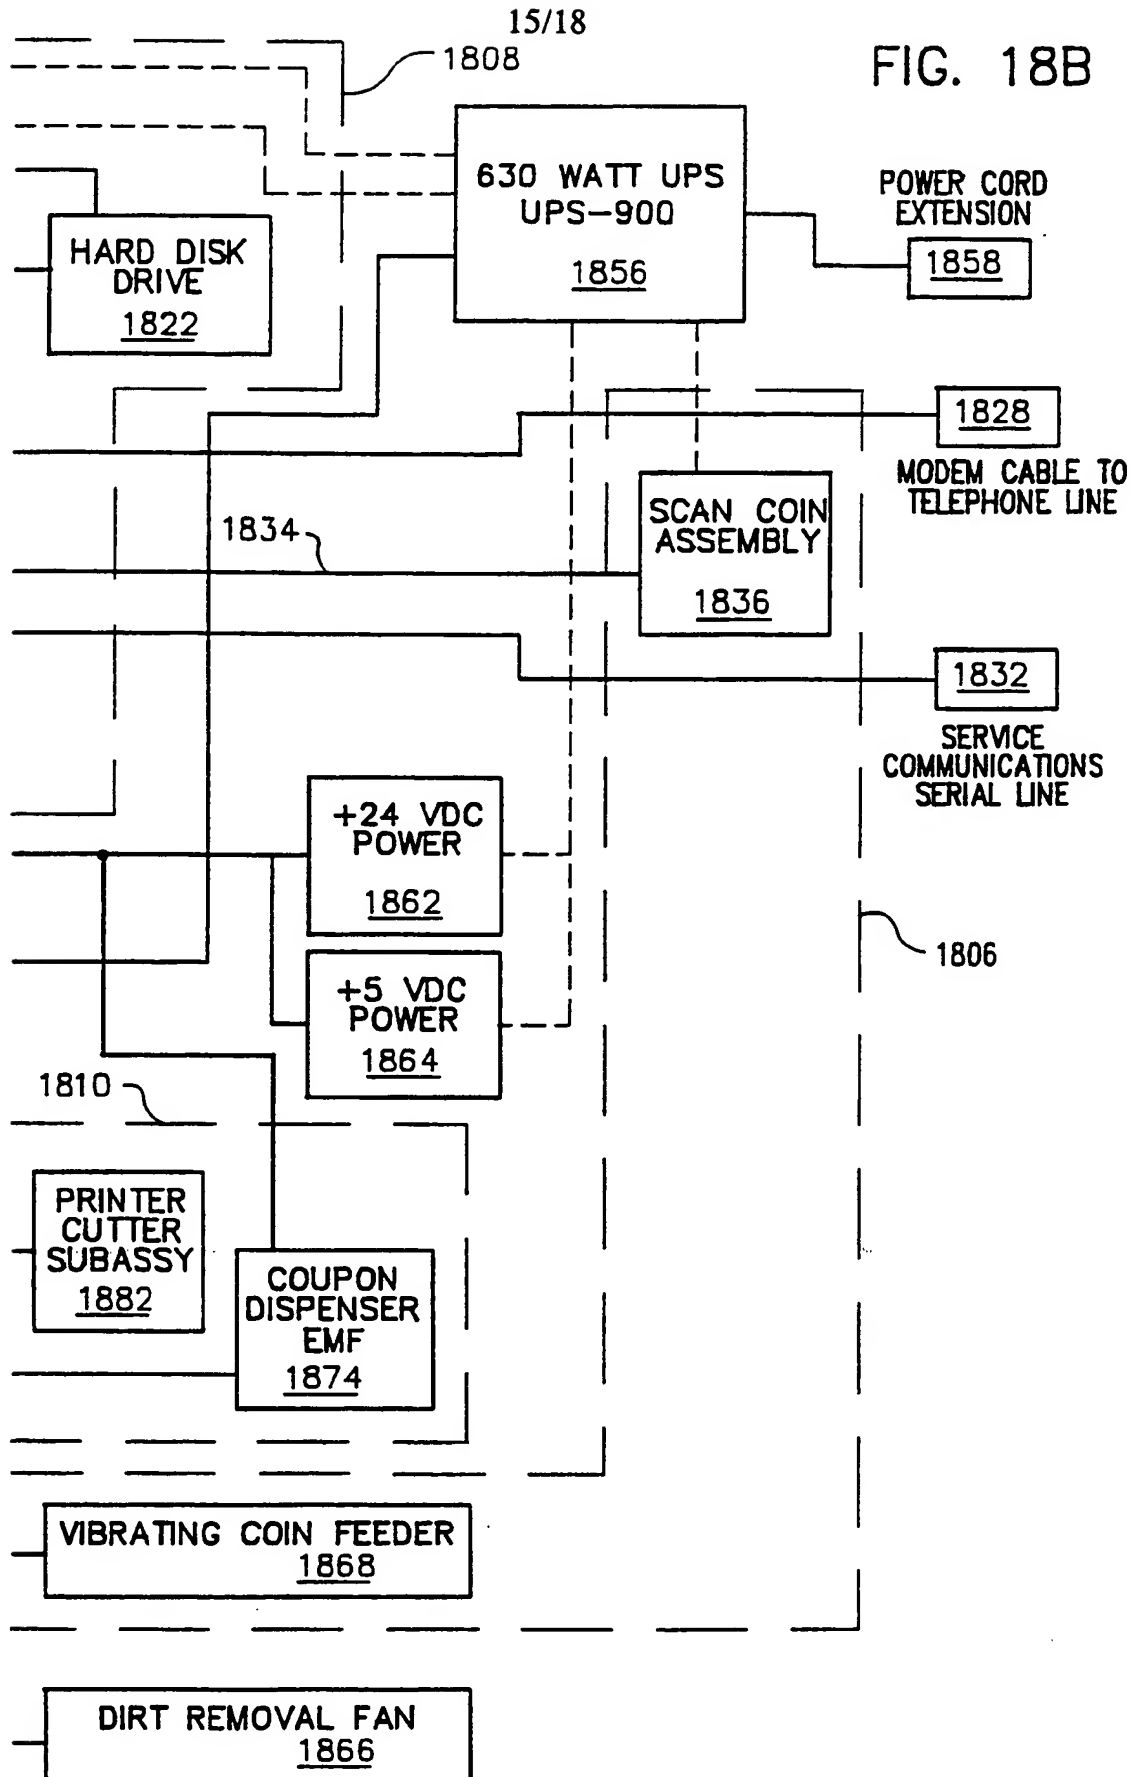 15/18
FIG. 18B
1808
630 WATT UPS
UPS-900
1856
POWER CORD
EXTENSION
1858
HARD DISK
DRIVE
1822
1828
MODEM CABLE TO
TELEPHONE LINE
1834
SCAN COIN
ASSEMBLY
1836
1832
SERVICE
COMMUNICATIONS
SERIAL LINE
+24 VDC
POWER
1862
1806
+5 VDC
POWER
1864
1810
PRINTER
CUTTER
SUBASSY
1882
COUPON
DISPENSER
EMF
1874
VIBRATING COIN FEEDER
1868
DIRT REMOVAL FAN
1866